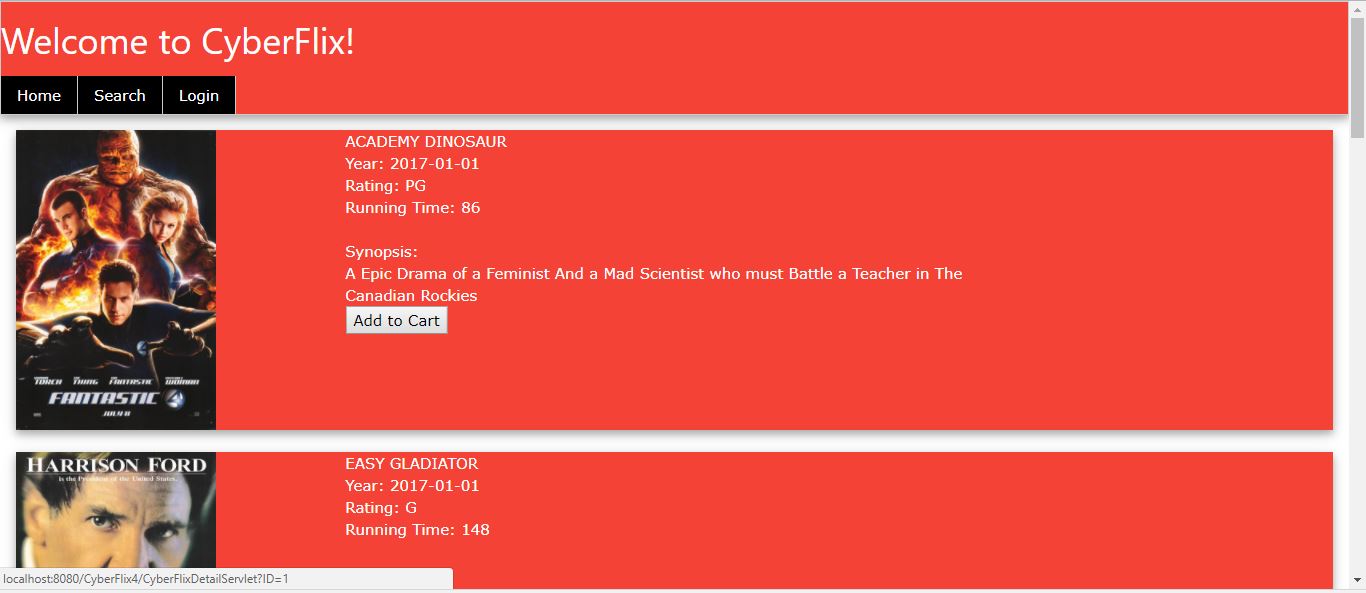 Welcome to CyberFlix!
Home Search Login
ACADEMY DINOSAUR
Year: 2017-01-01
Rating: PG
Running Time: 86
Synopsis:
A Epic Drama of a Feminist And a Mad Scientist who must Battle a Teacher in The
Canadian Rockies
Add to Cart
TORCH THING FANTASTIC WOMAN
FANTASTIC 4
JULY 8
HARRISON FORD
is the President of the United States.
EASY GLADIATOR
Year: 2017-01-01
Rating: G
Running Time: 148
localhost:8080/CyberFlix4/CyberFlixDetailServlet?ID=1